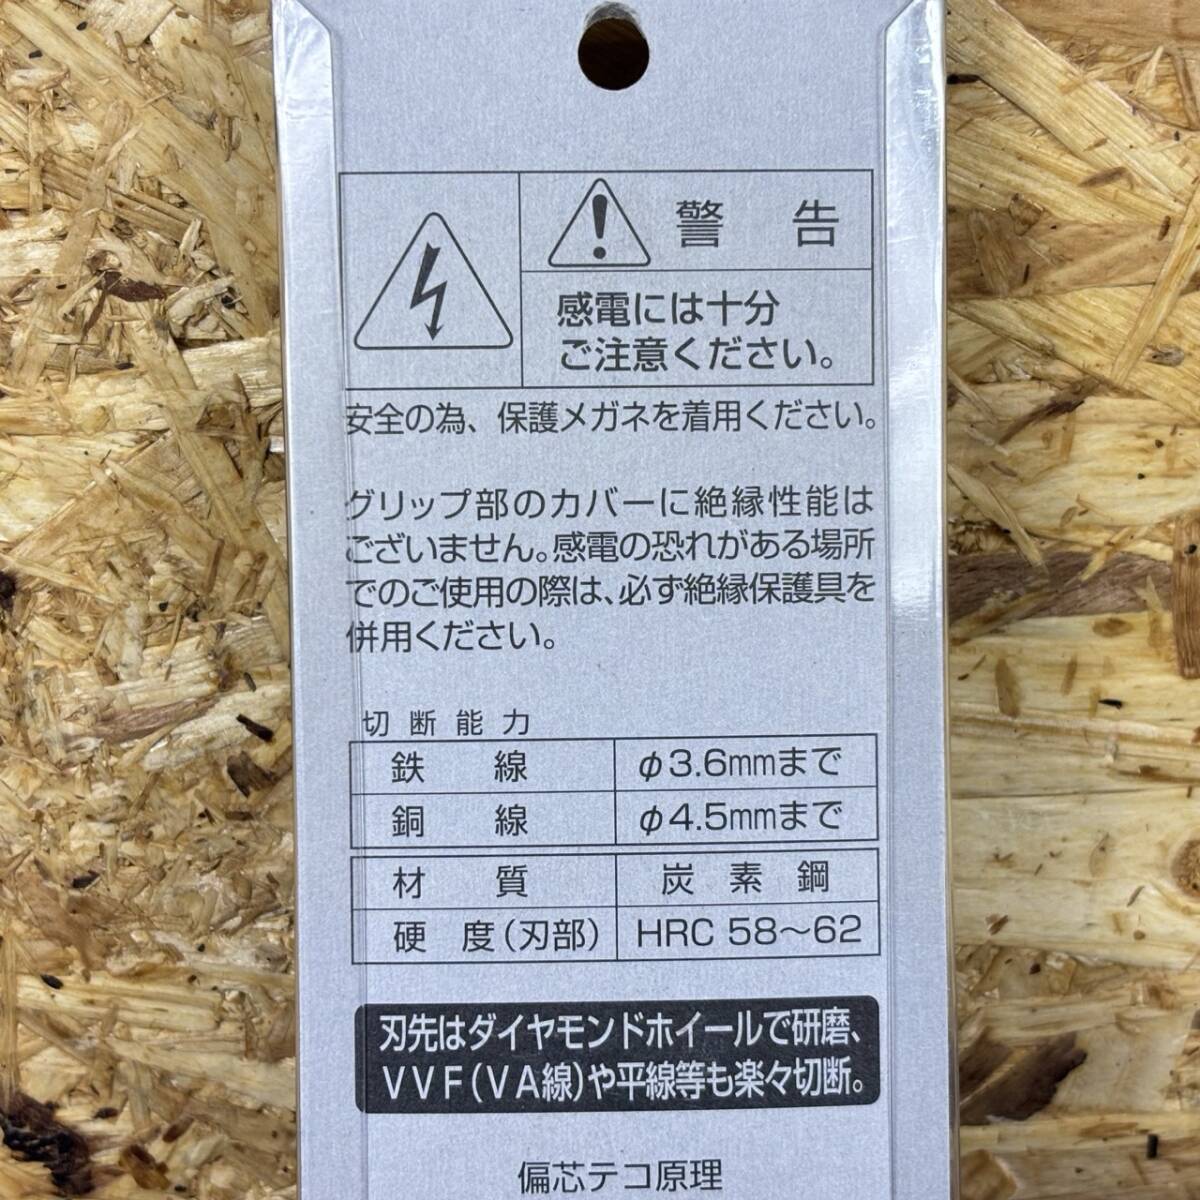 警告
感電には十分
ご注意ください。
安全の為、保護メガネを着用ください。
グリップ部のカバーに絶縁性能は
ございません。感電の恐れがある場所
でのご使用の際は、必ず絶縁保護具を
併用ください。
切断能力
鉄線 φ3.6mmまで
銅線 φ4.5mmまで
材質 炭素鋼
硬度(刃部) HRC 58～62
刃先はダイヤモンドホイールで研磨、
VVF(VA線)や平線等も楽々切断。
偏芯テコ原理